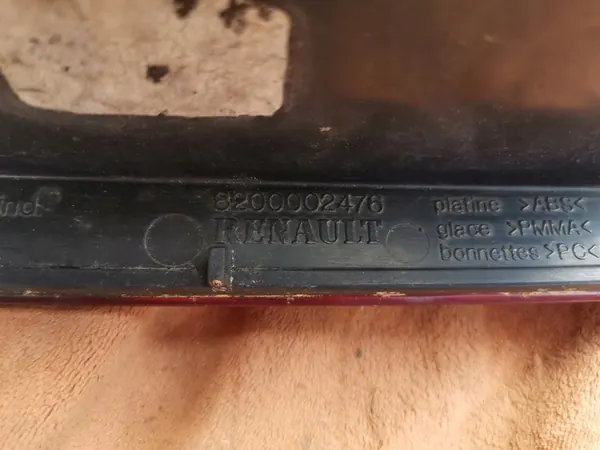 8200002476
RENAULT
platine >ABS<
glace >PMMA<
bonnettes >PC<